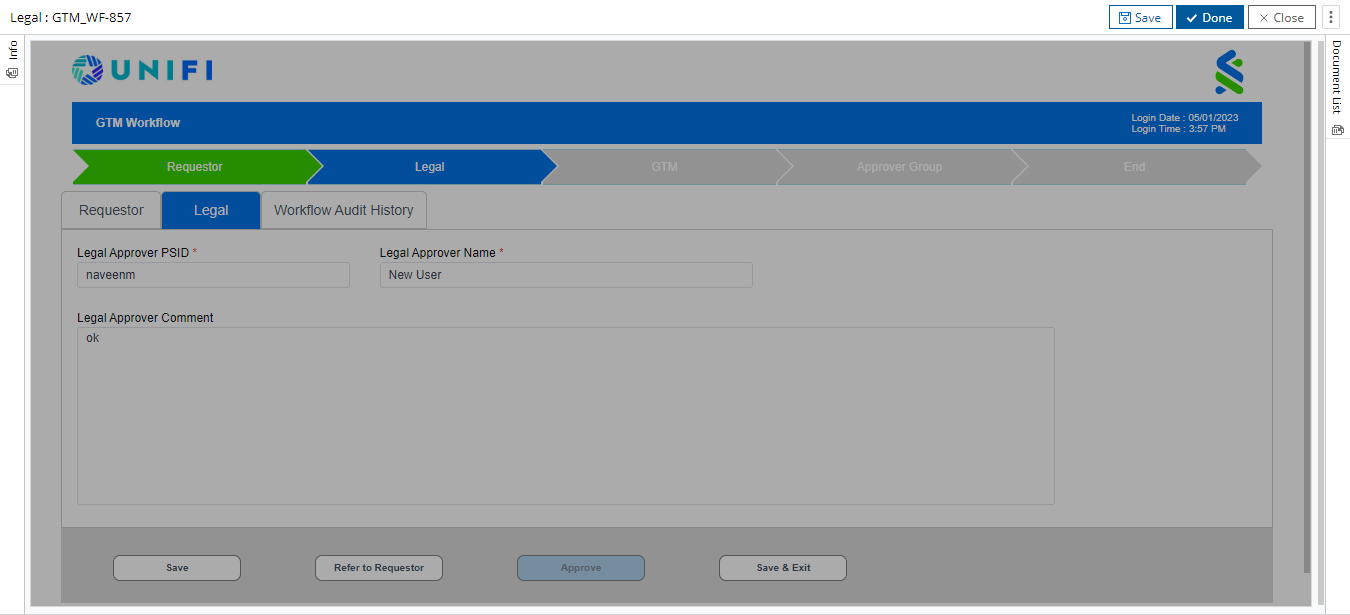 Legal : GTM_WF-857
Save
Done
Close
Info
Document List
UNIFI
GTM Workflow
Login Date : 05/01/2023
Login Time : 3:57 PM
Requestor
Legal
GTM
Approver Group
End
Requestor
Legal
Workflow Audit History
Legal Approver PSID *
Legal Approver Name *
naveenm
New User
Legal Approver Comment
ok
Save
Refer to Requestor
Approve
Save & Exit